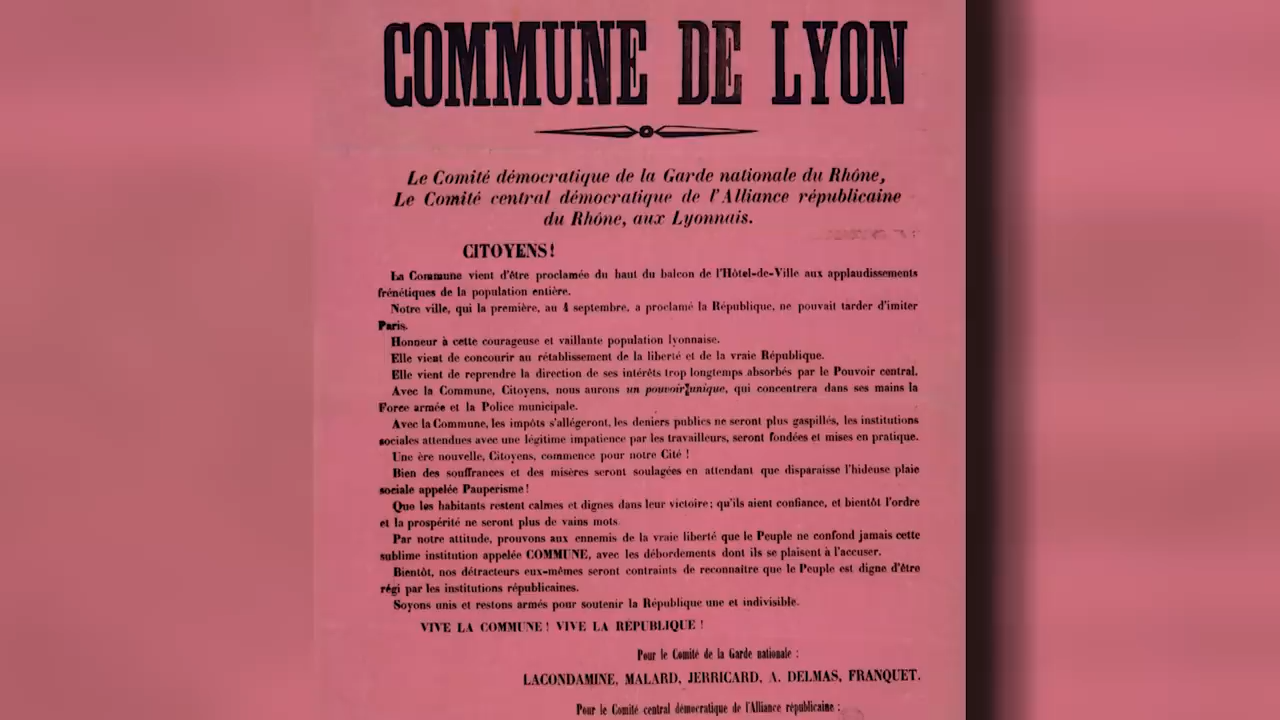 COMMUNE DE LYON
Le Comité démocratique de la Garde nationale du Rhône,
Le Comité central démocratique de l'Alliance républicaine
du Rhône, aux Lyonnais.
CITOYENS!
La Commune vient d'être proclamée du haut du balcon de l'Hôtel-de-Ville aux applaudissements
frénétiques de la population entière.
Notre ville, qui la première, au 4 septembre, a proclamé la République, ne pouvait tarder d'imiter
Paris.
Honneur à cette courageuse et vaillante population lyonnaise.
Elle vient de concourir au rétablissement de la liberté et de la vraie République.
Elle vient de reprendre la direction de ses intérêts trop longtemps absorbés par le Pouvoir central.
Avec la Commune, Citoyens, nous aurons un pouvoir unique, qui concentrera dans ses mains la
Force armée et la Police municipale.
Avec la Commune, les impôts s'allégeront, les deniers publics ne seront plus gaspillés, les institutions
sociales attendues avec une légitime impatience par les travailleurs, seront fondées et mises en pratique.
Une ère nouvelle, Citoyens, commence pour notre Cité !
Bien des souffrances et des misères seront soulagées en attendant que disparaisse l'hideuse plaie
sociale appelée Pauperisme !
Que les habitants restent calmes et dignes dans leur victoire; qu'ils aient confiance, et bientôt l'ordre
et la prospérité ne seront plus de vains mots.
Par notre attitude, prouvons aux ennemis de la vraie liberté que le Peuple ne confond jamais cette
sublime institution appelée COMMUNE, avec les débordements dont ils se plaisent à l'accuser.
Bientôt, nos détracteurs eux-mêmes seront contraints de reconnaître que le Peuple est digne d'être
régi par les institutions républicaines.
Soyons unis et restons armés pour soutenir la République une et indivisible.
VIVE LA COMMUNE ! VIVE LA RÉPUBLIQUE !
Pour le Comité de la Garde nationale :
LACONDAMINE, MALARD, JERRICARD, A. DELMAS, FRANQUET.
Pour le Comité central démocratique de l'Alliance républicaine :